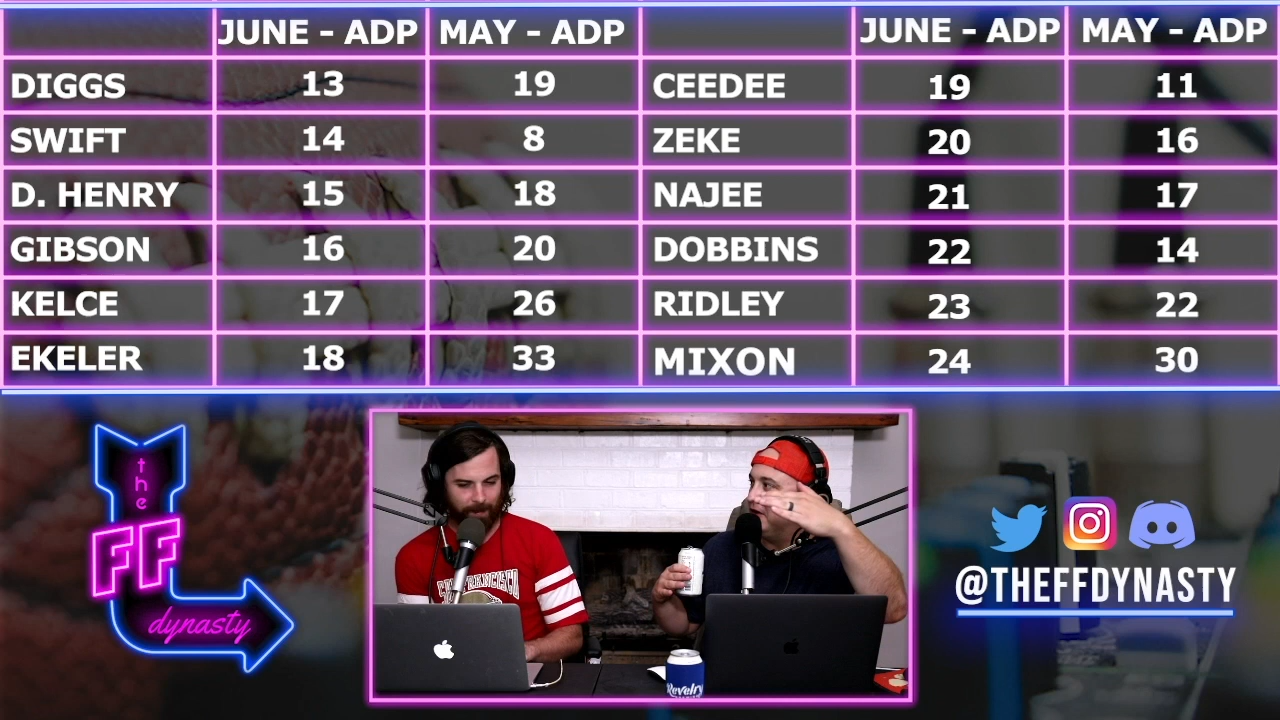 JUNE - ADP MAY - ADP JUNE - ADP MAY - ADP
DIGGS 13 19 CEEDEE 19 11
SWIFT 14 8 ZEKE 20 16
D. HENRY 15 18 NAJEE 21 17
GIBSON 16 20 DOBBINS 22 14
KELCE 17 26 RIDLEY 23 22
EKELER 18 33 MIXON 24 30
the
FF
dynasty
@THEFFDYNASTY
Revelry